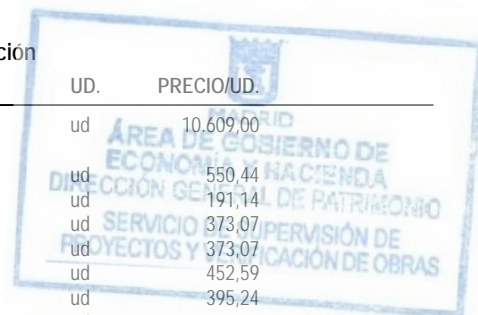 ción
UD. PRECIO/UD.
ud 10.609,00
ud 550,44
ud 191,14
ud 373,07
ud 373,07
ud 452,59
ud 395,24
MADRID
ÁREA DE GOBIERNO DE
ECONOMÍA Y HACIENDA
DIRECCIÓN GENERAL DE PATRIMONIO
SERVICIO DE SUPERVISIÓN DE
PROYECTOS Y VERIFICACIÓN DE OBRAS